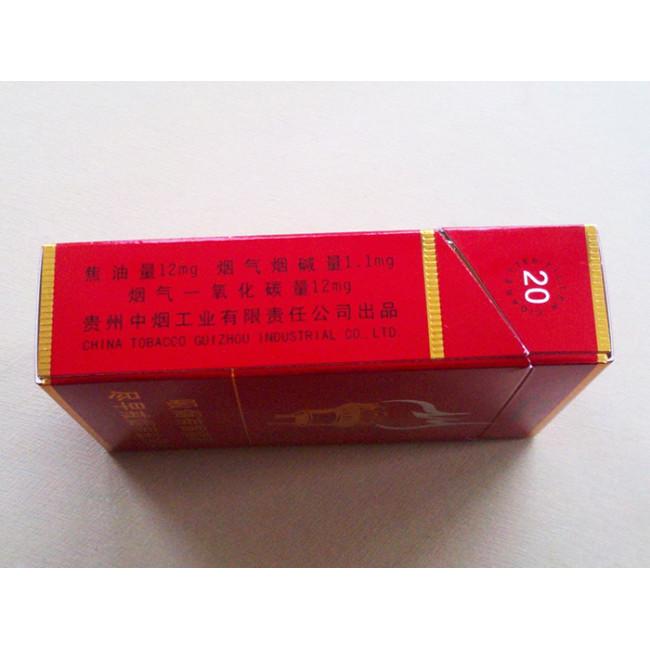 焦油量12mg 烟气烟碱量1.1mg
烟气一氧化碳量12mg
贵州中烟工业有限责任公司出品
CHINA TOBACCO GUIZHOU INDUSTRIAL CO.,LTD.
20